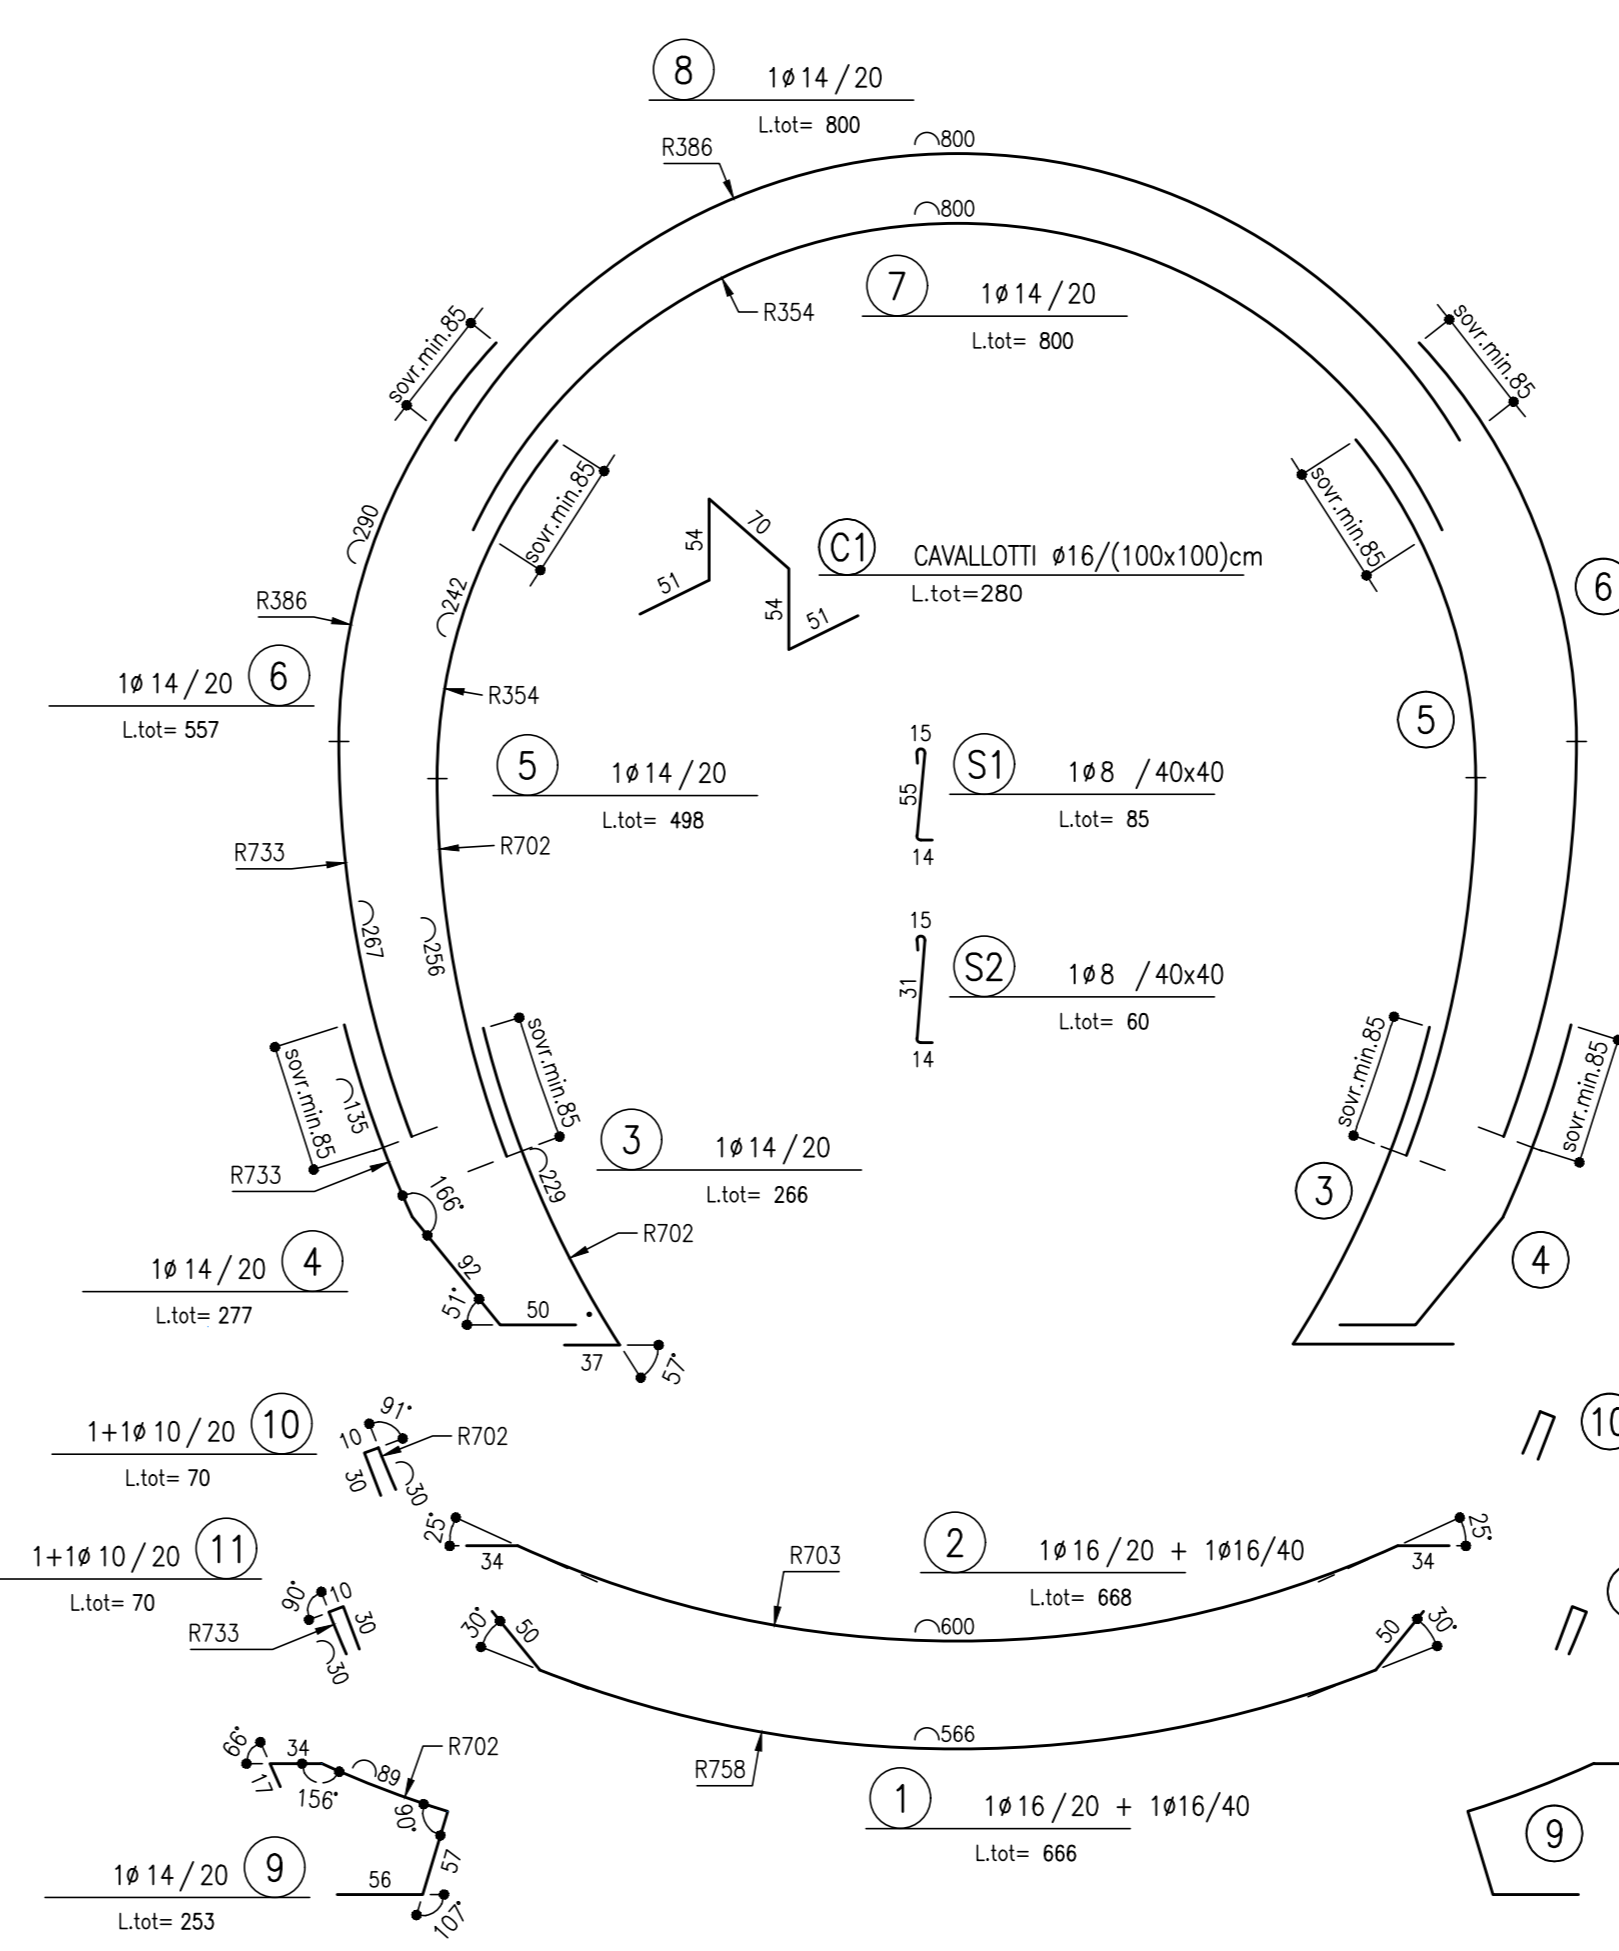 8 1ø14/20
L.tot= 800
R386
800
800
7 1ø14/20
L.tot= 800
R354
sovr.min.85
sovr.min.85
sovr.min.85
sovr.min.85
290
242
54
70
51
54
51
C1 CAVALLOTTI ø16/(100x100)cm
L.tot=280
R386
6
1ø14/20 6
L.tot= 557
R354
5
5 1ø14/20
L.tot= 498
15
55
14
S1 1ø8 /40x40
L.tot= 85
R733
R702
267
256
15
31
14
S2 1ø8 /40x40
L.tot= 60
sovr.min.85
sovr.min.85
sovr.min.85
sovr.min.85
135
R733
166°
229
3 1ø14/20
L.tot= 266
R702
3
4
1ø14/20 4
L.tot= 277
92
51°
50
37
57°
1+1ø10/20 10
L.tot= 70
91°
10
R702
30
30
10
25°
34
R703
2 1ø16/20 + 1ø16/40
L.tot= 668
25°
34
600
1+1ø10/20 11
L.tot= 70
90°
10
30
R733
30
30°
50
50
30°
566
R758
1 1ø16/20 + 1ø16/40
L.tot= 666
66°
34
17
156°
89
R702
90°
57
56
107°
1ø14/20 9
L.tot= 253
9